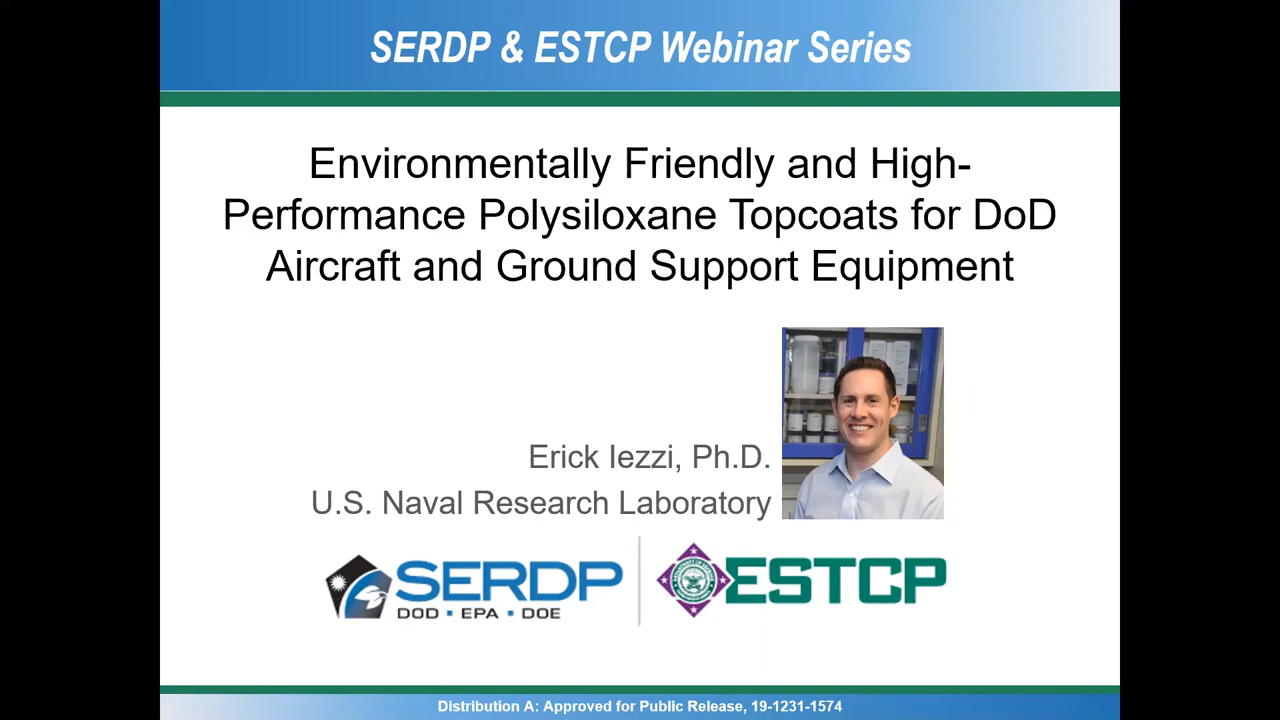 SERDP & ESTCP Webinar Series
Environmentally Friendly and High-
Performance Polysiloxane Topcoats for DoD
Aircraft and Ground Support Equipment
Erick Iezzi, Ph.D.
U.S. Naval Research Laboratory
SERDP
DOD • EPA • DOE
ESTCP
Distribution A: Approved for Public Release, 19-1231-1574